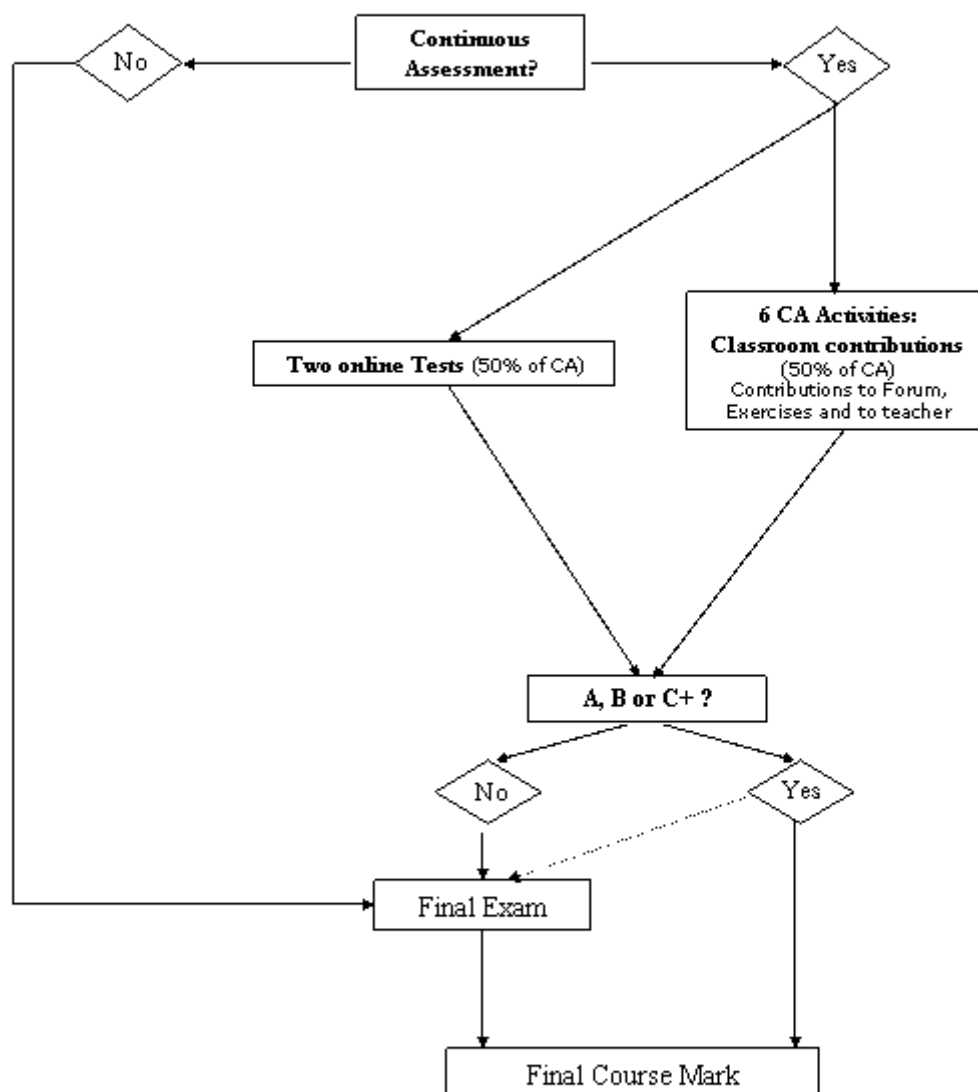 Continuous
Assessment?
No
Yes
6 CA Activities:
Classroom contributions
(50% of CA)
Contributions to Forum,
Exercises and to teacher
Two online Tests (50% of CA)
A, B or C+ ?
No
Yes
Final Exam
Final Course Mark